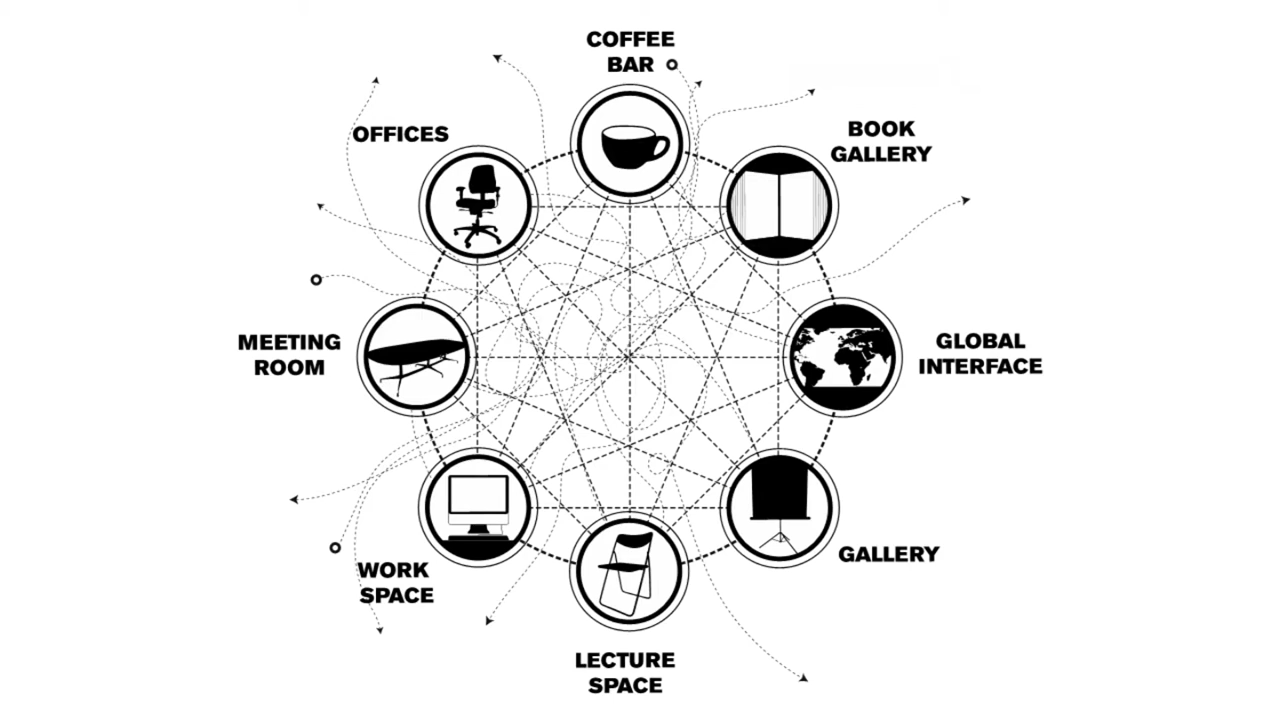 COFFEE
BAR
OFFICES
BOOK
GALLERY
MEETING
ROOM
GLOBAL
INTERFACE
GALLERY
WORK
SPACE
LECTURE
SPACE